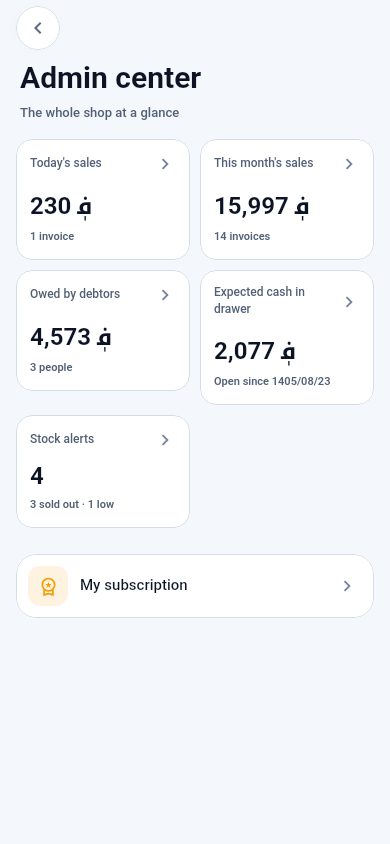 Admin center
The whole shop at a glance
Today's sales
230 ؋
1 invoice
This month's sales
15,997 ؋
14 invoices
Owed by debtors
4,573 ؋
3 people
Expected cash in
drawer
2,077 ؋
Open since 1405/08/23
Stock alerts
4
3 sold out · 1 low
My subscription